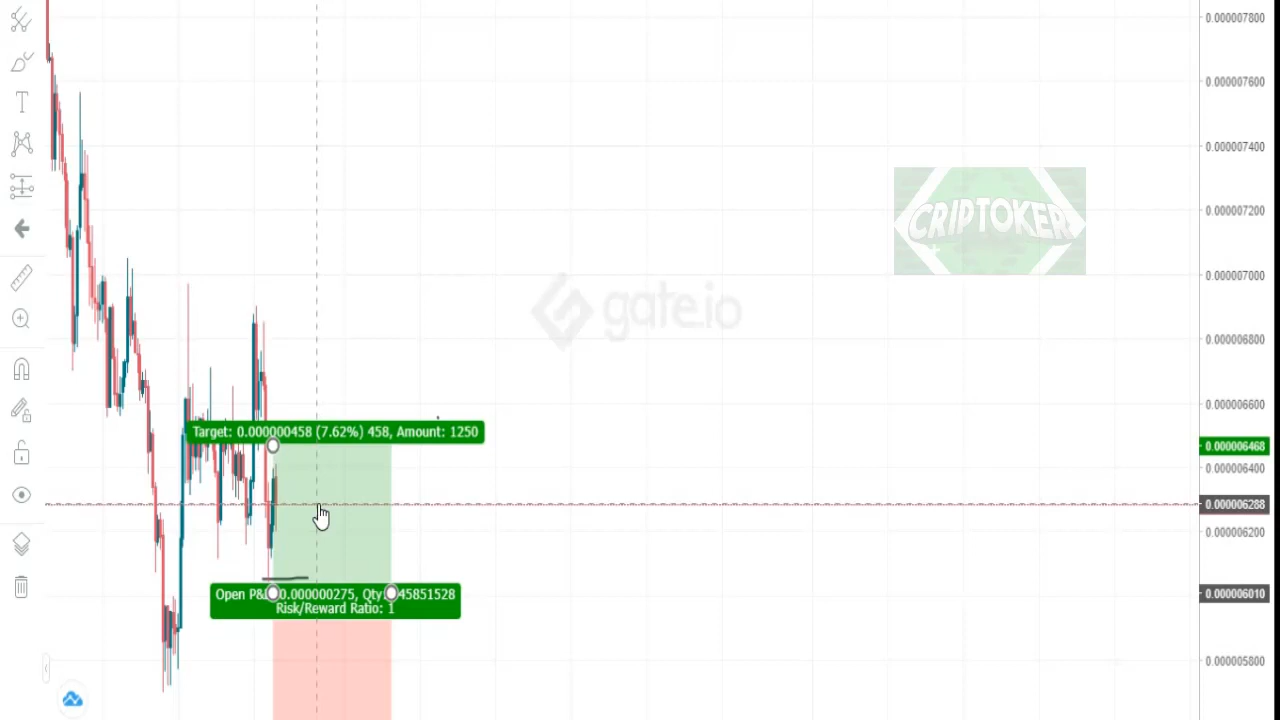 0.000007800
0.000007600
0.000007400
0.000007200
CRIPTOKER
0.000007000
gate.io
0.000006800
0.000006600
Target: 0.000000458 (7.62%) 458, Amount: 1250
0.000006468
0.000006400
0.000006288
0.000006200
Open P&L 0.000000275, Qty 45851528
Risk/Reward Ratio: 1
0.000006010
0.000005800